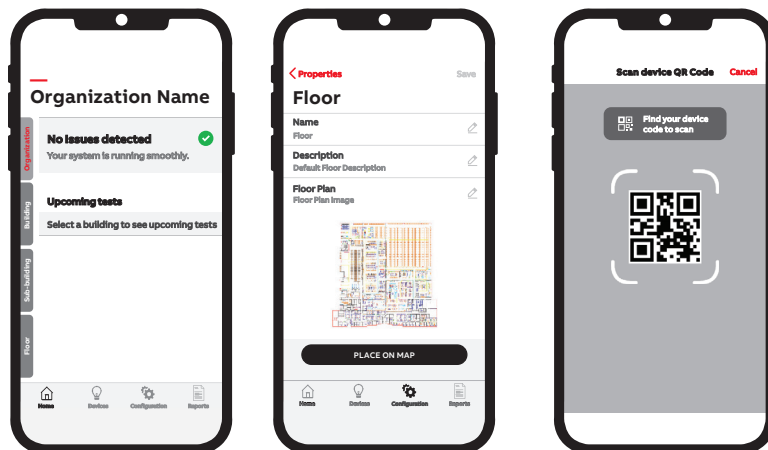 Organization Name
Organization
Building
Sub-building
Floor
No Issues detected
Your system is running smoothly.
Upcoming tests
Select a building to see upcoming tests
Home
Devices
Configuration
Reports
Properties
Save
Floor
Name
Floor
Description
Default Floor Description
Floor Plan
Floor Plan Image
PLACE ON MAP
Home
Devices
Configuration
Reports
Scan device QR Code
Cancel
Find your device
code to scan